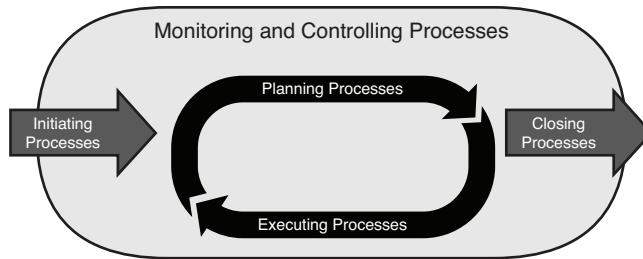 Monitoring and Controlling Processes
Planning Processes
Initiating
Processes
Closing
Processes
Executing Processes